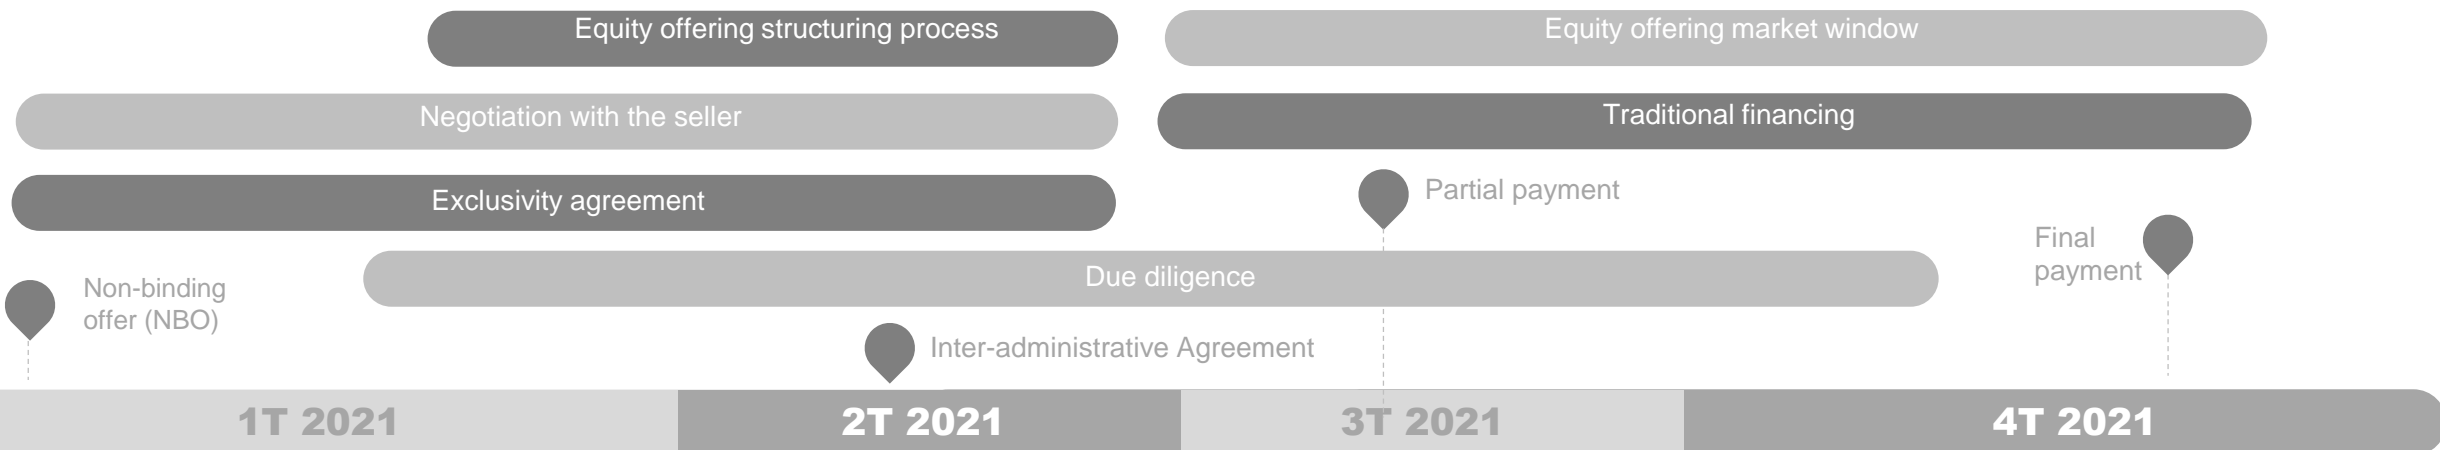 Equity offering structuring process
Equity offering market window
Negotiation with the seller
Traditional financing
Exclusivity agreement
Partial payment
Final
payment
Due diligence
Non-binding
offer (NBO)
Inter-administrative Agreement
1T 2021
2T 2021
3T 2021
4T 2021